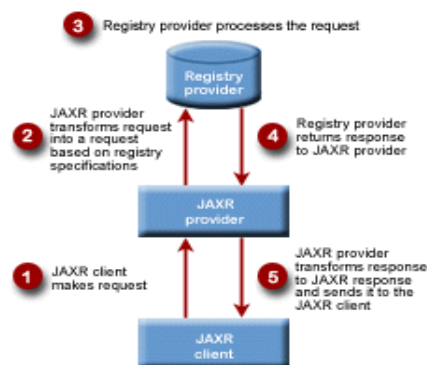 3 Registry provider processes the request
Registry
provider
2 JAXR provider
transforms request
into a request
based on registry
specifications
4 Registry provider
returns response
to JAXR provider
JAXR
provider
1 JAXR client
makes request
5 JAXR provider
transforms response
to JAXR response
and sends it to the
JAXR client
JAXR
client